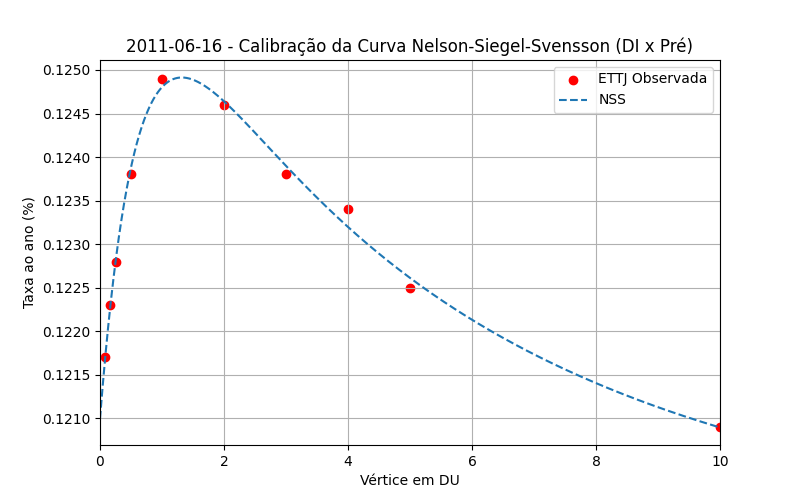 2011-06-16 - Calibração da Curva Nelson-Siegel-Svensson (DI x Pré)
ETTJ Observada
NSS
Taxa ao ano (%)
0.1250
0.1245
0.1240
0.1235
0.1230
0.1225
0.1220
0.1215
0.1210
0 2 4 6 8 10
Vértice em DU